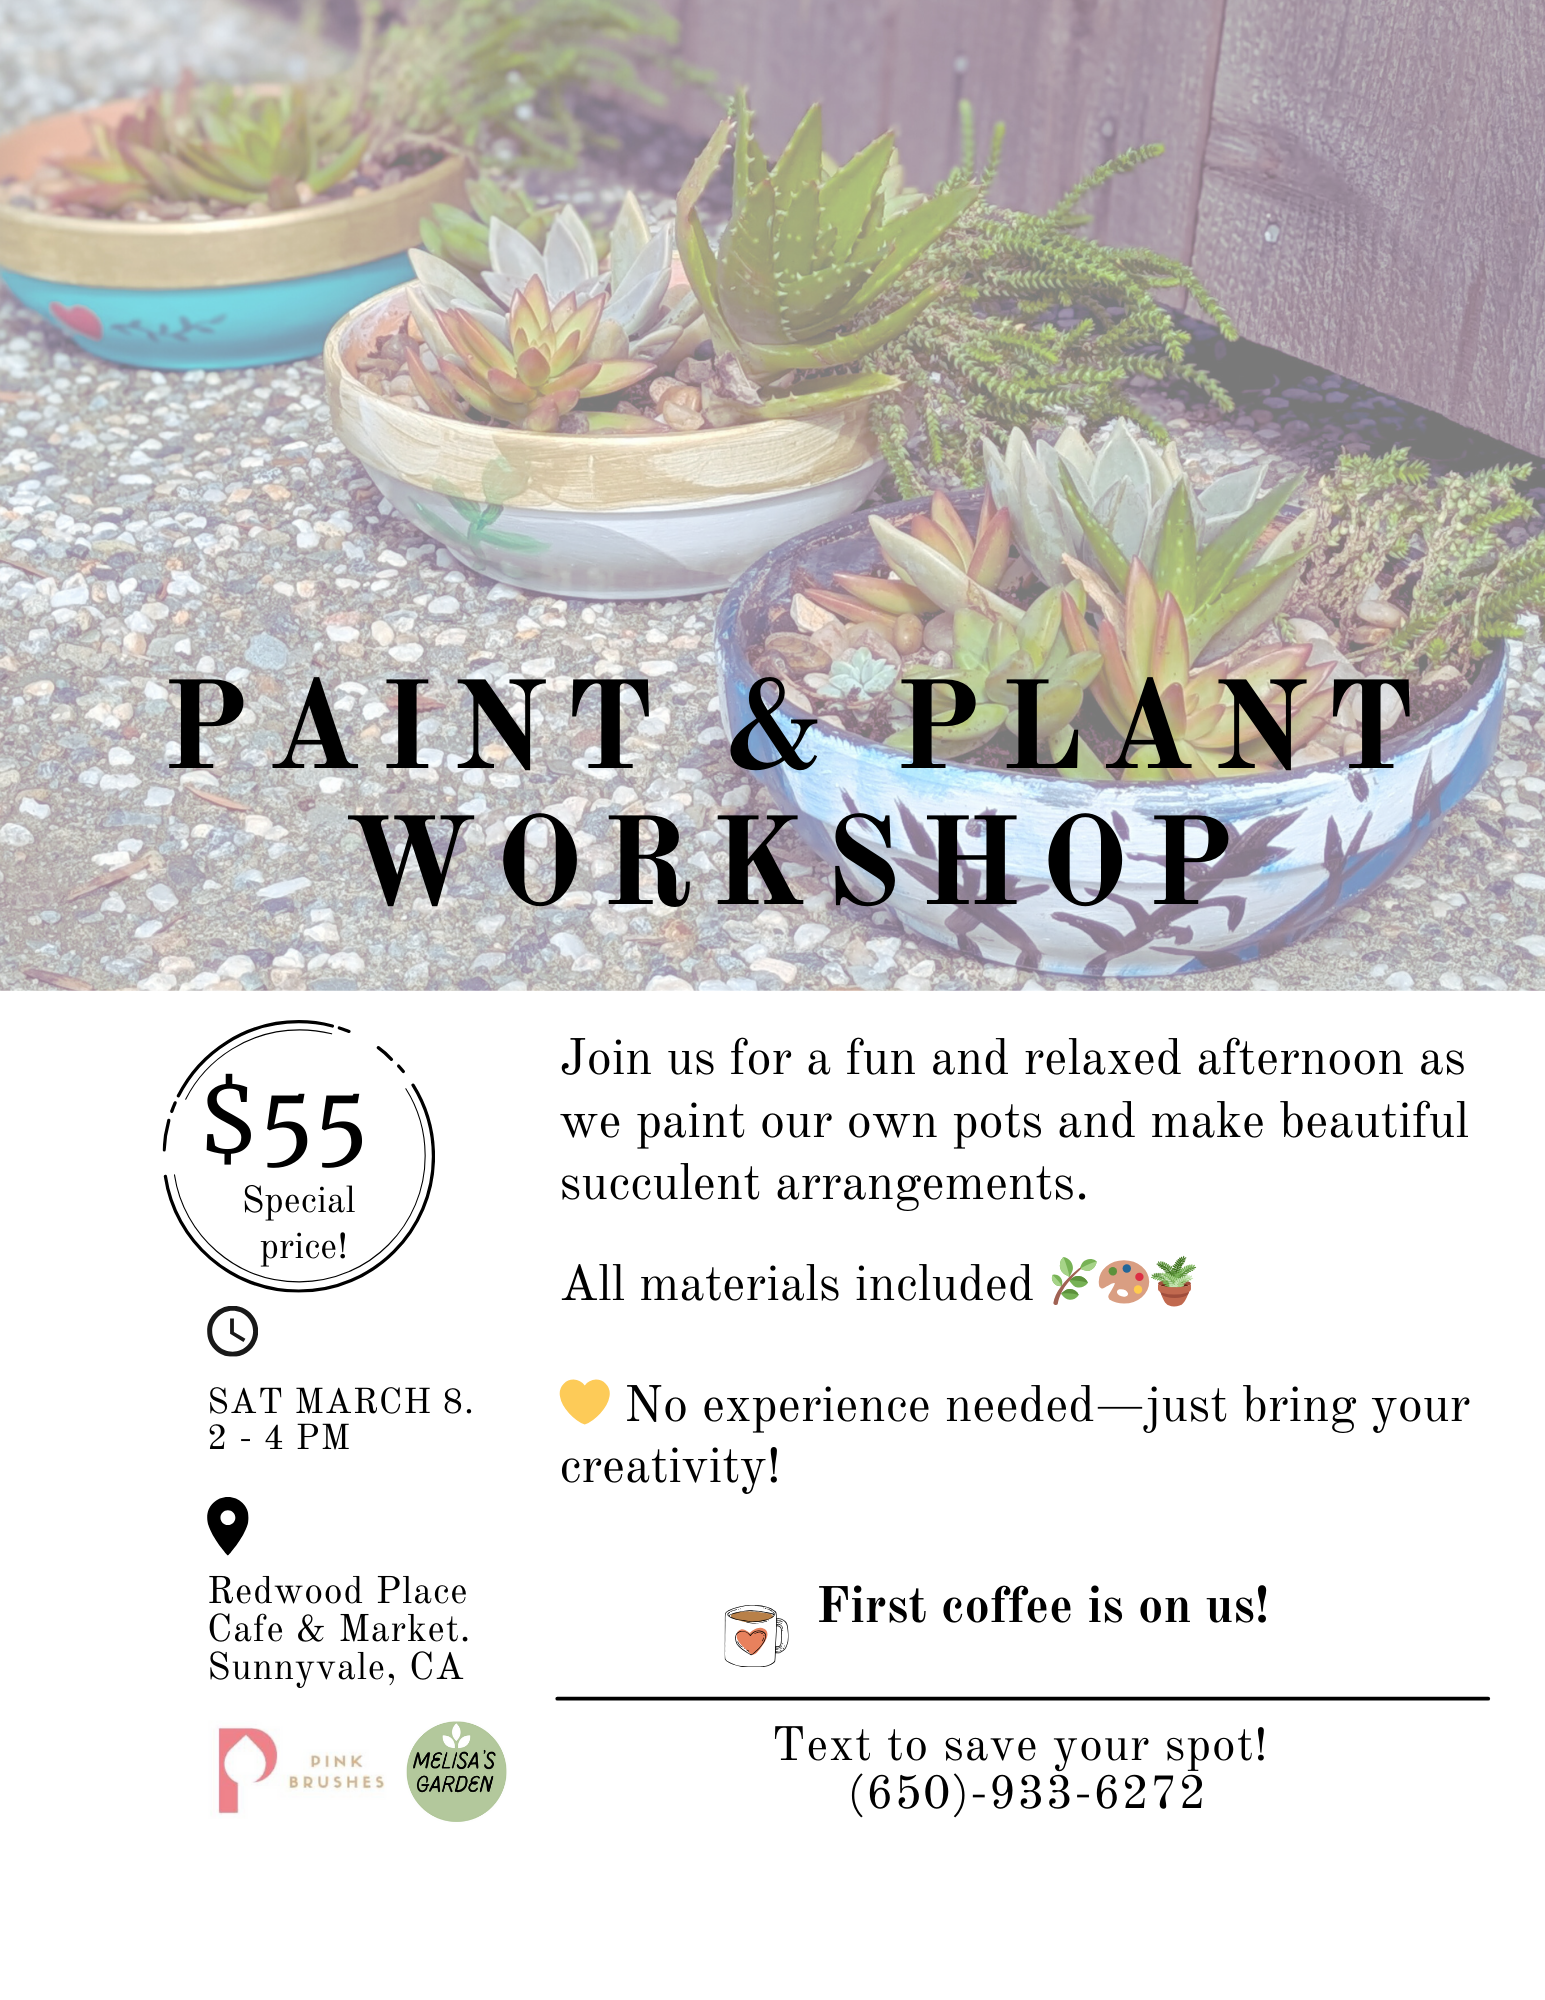 PAINT & PLANT
WORKSHOP
$55
Special
price!
SAT MARCH 8.
2 - 4 PM
Redwood Place
Cafe & Market.
Sunnyvale, CA
PINK
BRUSHES
MELISA'S
GARDEN
Join us for a fun and relaxed afternoon as
we paint our own pots and make beautiful
succulent arrangements.
All materials included 🌿🎨🪴
💛 No experience needed—just bring your
creativity!
First coffee is on us!
Text to save your spot!
(650)-933-6272